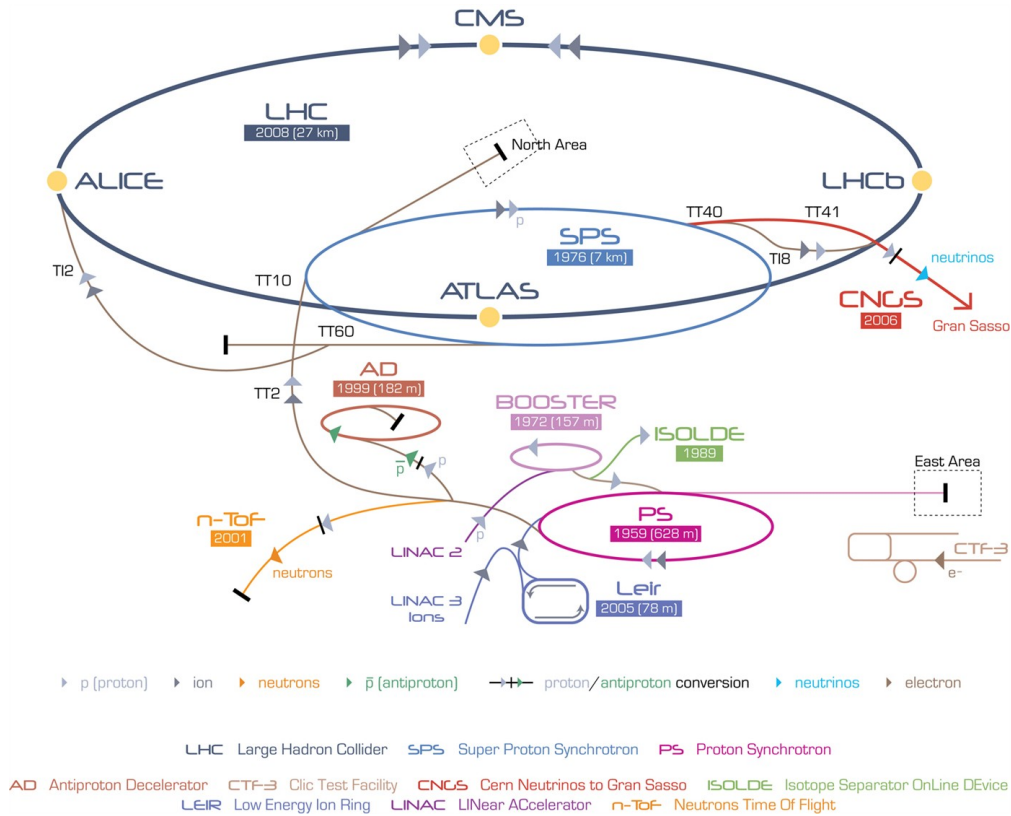 CMS
LHC
2008 (27 km)
North Area
ALICE
LHCb
TT40
TT41
p
SPS
1976 (7 km)
TI8
neutrinos
TI2
TT10
ATLAS
CNGS
2006
Gran Sasso
TT60
AD
1999 (182 m)
TT2
BOOSTER
1972 (157 m)
ISOLDE
1989
p̅
p
East Area
n-ToF
2001
LINAC 2
p
PS
1959 (628 m)
CTF3
e-
neutrons
LINAC 3
Ions
Leir
2005 (78 m)
p (proton)
ion
neutrons
p̅ (antiproton)
proton/antiproton conversion
neutrinos
electron
LHC Large Hadron Collider SPS Super Proton Synchrotron PS Proton Synchrotron
AD Antiproton Decelerator CTF-3 Clic Test Facility CNGS Cern Neutrinos to Gran Sasso ISOLDE Isotope Separator OnLine DEvice
LEIR Low Energy Ion Ring LINAC LINear ACcelerator n-ToF Neutrons Time Of Flight